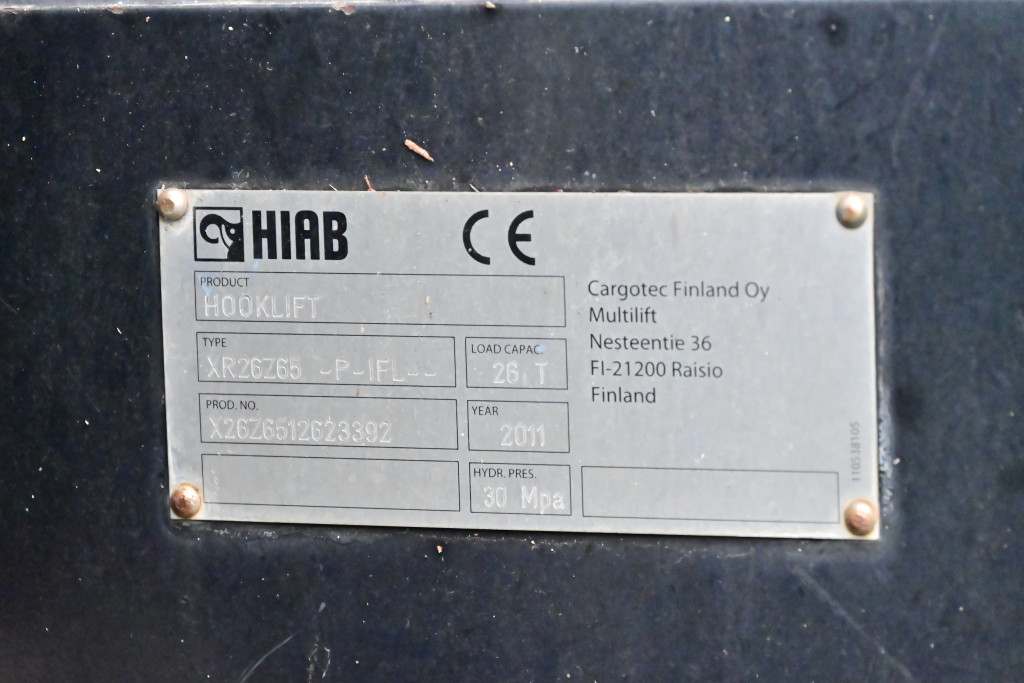 HIAB
CE
PRODUCT
HOOKLIFT
TYPE
XR26Z65 -P-IFL--
LOAD CAPAC.
26 T
PROD. NO.
X26Z6512623392
YEAR
2011
HYDR. PRES.
30 Mpa
Cargotec Finland Oy
Multilift
Nesteentie 36
FI-21200 Raisio
Finland
110538105